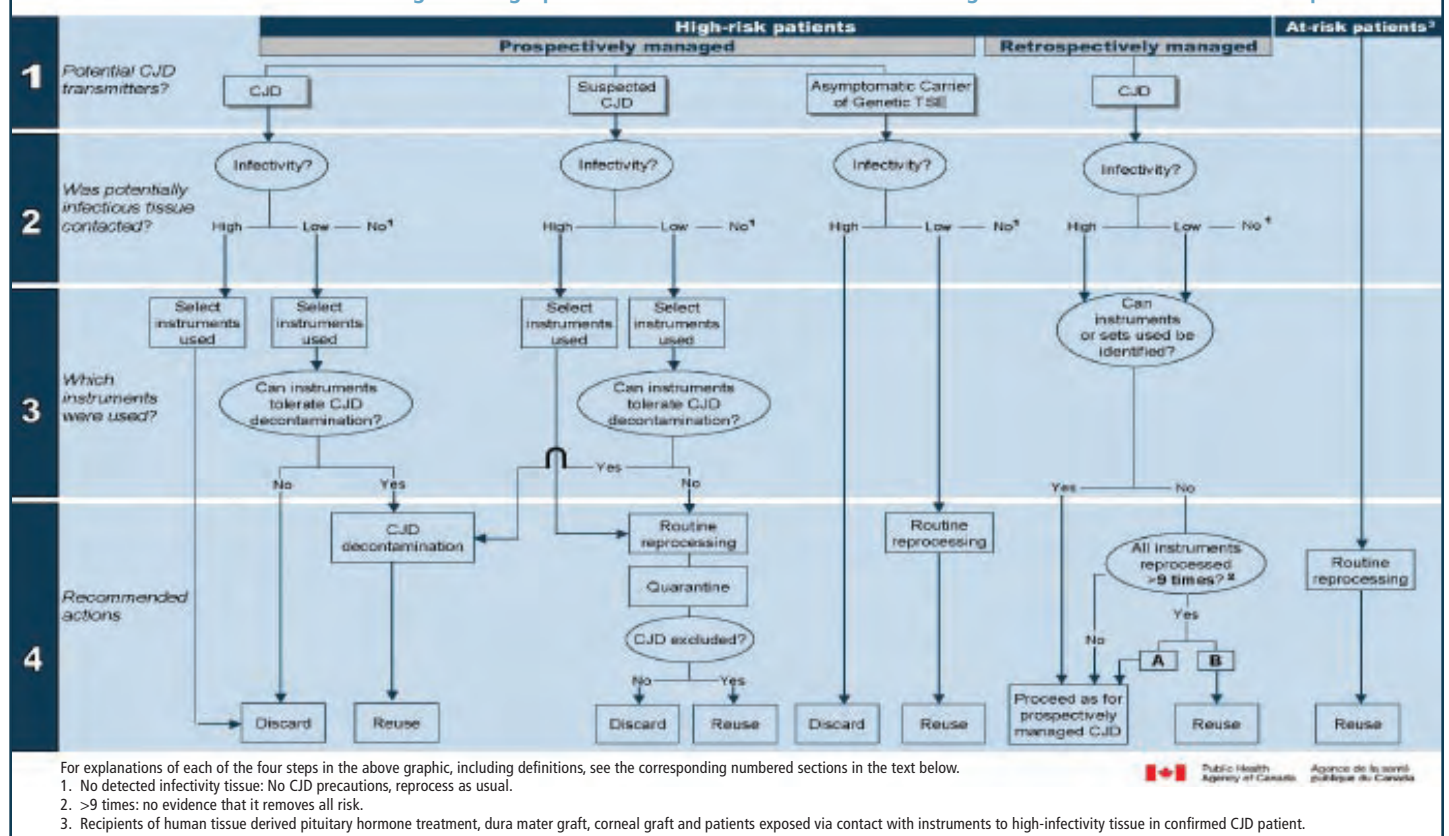 High-risk patients
At-risk patients³
Prospectively managed
Retrospectively managed
1
Potential CJD
transmitters?
CJD
Suspected
CJD
Asymptomatic Carrier
of Genetic TSE
CJD
2
Was potentially
infectious tissue
contacted?
Infectivity?
Infectivity?
Infectivity?
Infectivity?
High
Low
No¹
High
Low
No¹
High
Low
No¹
High
Low
No¹
3
Which
instruments
were used?
Select
instruments
used
Select
instruments
used
Select
instruments
used
Select
instruments
used
Can
instruments
or sets used be
identified?
Can instruments
tolerate CJD
decontamination?
Can instruments
tolerate CJD
decontamination?
No
Yes
Yes
No
Yes
No
4
Recommended
actions
CJD
decontamination
Routine
reprocessing
Routine
reprocessing
All instruments
reprocessed
>9 times?²
Routine
reprocessing
Quarantine
CJD excluded?
Yes
No
A
B
No
Yes
Discard
Reuse
Discard
Reuse
Discard
Reuse
Proceed as for
prospectively
managed CJD
Reuse
Reuse
For explanations of each of the four steps in the above graphic, including definitions, see the corresponding numbered sections in the text below.
1. No detected infectivity tissue: No CJD precautions, reprocess as usual.
2. >9 times: no evidence that it removes all risk.
3. Recipients of human tissue derived pituitary hormone treatment, dura mater graft, corneal graft and patients exposed via contact with instruments to high-infectivity tissue in confirmed CJD patient.
Public Health
Agency of Canada
Agence de la santé
publique du Canada